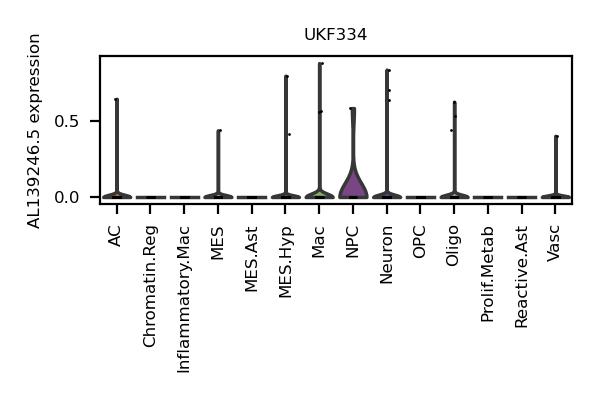 UKF334
AL139246.5 expression
0.5
0.0
AC
Chromatin.Reg
Inflammatory.Mac
MES
MES.Ast
MES.Hyp
Mac
NPC
Neuron
OPC
Oligo
Prolif.Metab
Reactive.Ast
Vasc